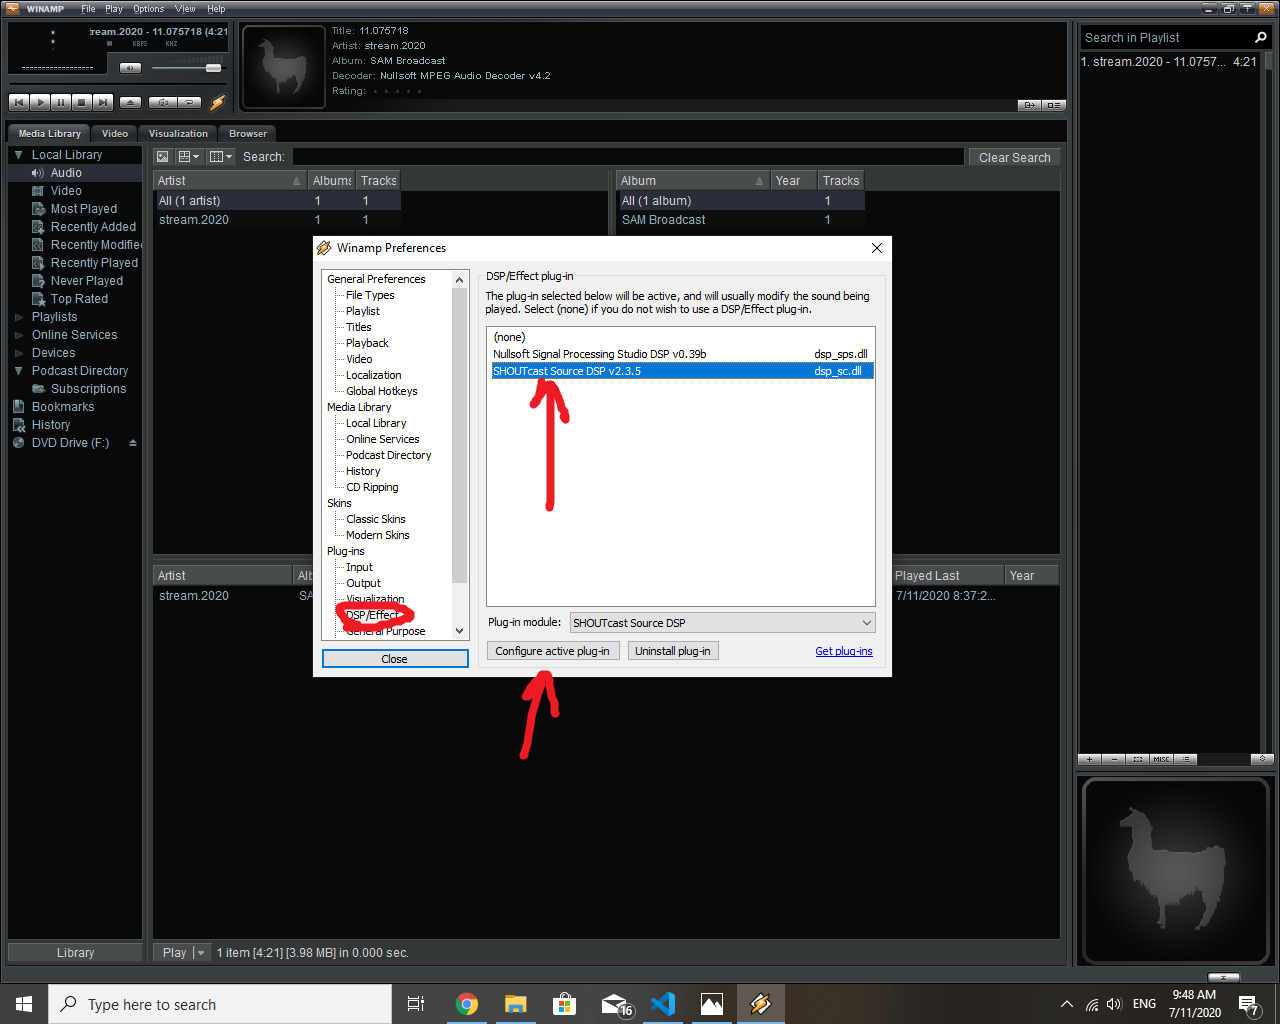 WINAMP File Play Options View Help
tream.2020 - 11.075718 (4:21
KBPS KHZ
Title: 11.075718
Artist: stream.2020
Album: SAM Broadcast
Decoder: Nullsoft MPEG Audio Decoder v4.2
Rating:
Search in Playlist
1. stream.2020 - 11.0757... 4:21
Media Library Video Visualization Browser
Local Library
Audio
Video
Most Played
Recently Added
Recently Modifie
Recently Played
Never Played
Top Rated
Playlists
Online Services
Devices
Podcast Directory
Subscriptions
Bookmarks
History
DVD Drive (F:)
Search: Clear Search
Artist Albums Tracks
All (1 artist) 1 1
stream.2020 1 1
Album Year Tracks
All (1 album) 1
SAM Broadcast 1
Winamp Preferences
General Preferences
File Types
Playlist
Titles
Playback
Video
Localization
Global Hotkeys
Media Library
Local Library
Online Services
Podcast Directory
History
CD Ripping
Skins
Classic Skins
Modern Skins
Plug-ins
Input
Output
Visualization
DSP/Effect
General Purpose
Close
DSP/Effect plug-in
The plug-in selected below will be active, and will usually modify the sound being
played. Select (none) if you do not wish to use a DSP/Effect plug-in.
(none)
Nullsoft Signal Processing Studio DSP v0.39b dsp_sps.dll
SHOUTcast Source DSP v2.3.5 dsp_sc.dll
Plug-in module: SHOUTcast Source DSP
Configure active plug-in Uninstall plug-in Get plug-ins
Artist Alb Played Last Year
stream.2020 SA 7/11/2020 8:37:2...
MISC
Library Play 1 item [4:21] [3.98 MB] in 0.000 sec.
Type here to search
16
ENG
9:48 AM
7/11/2020
7